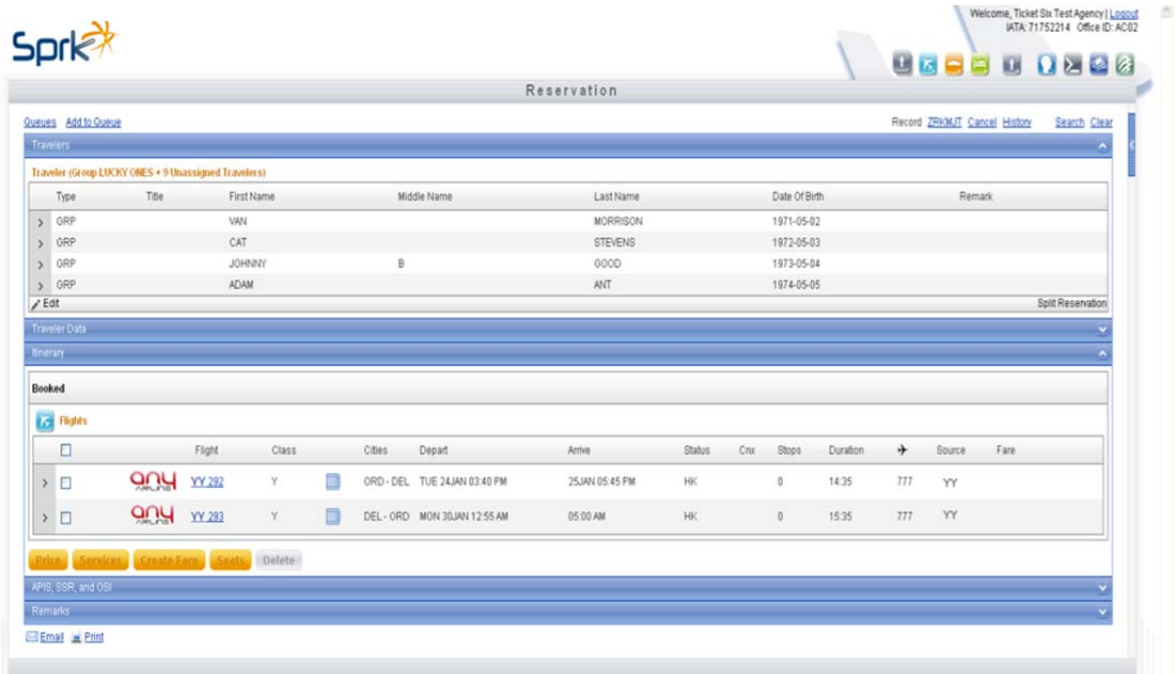 Welcome, Ticket Six Test Agency | Logout
IATA: 71752214 Office ID: AC02
Sprk
Reservation
Queues Add to Queue Record ZRKMJT Cancel History Search Clear
Travelers
Traveler (Group LUCKY ONES + 9 Unassigned Travelers)
Type Title First Name Middle Name Last Name Date Of Birth Remark
GRP VAN MORRISON 1971-05-02
GRP CAT STEVENS 1972-05-03
GRP JOHNNY B GOOD 1973-05-04
GRP ADAM ANT 1974-05-05
Edit Split Reservation
Traveler Data
Itinerary
Booked
Flights
Flight Class Cities Depart Arrive Status Cnx Stops Duration Source Fare
any AIRLINE YY 292 Y ORD - DEL TUE 24JAN 03:40 PM 25JAN 05:45 PM HK 0 14:35 777 YY
any AIRLINE YY 293 Y DEL - ORD MON 30JAN 12:55 AM 05:00 AM HK 0 15:35 777 YY
Price Services Create Fare Seats Delete
APIS, SSR, and OSI
Remarks
Email Print